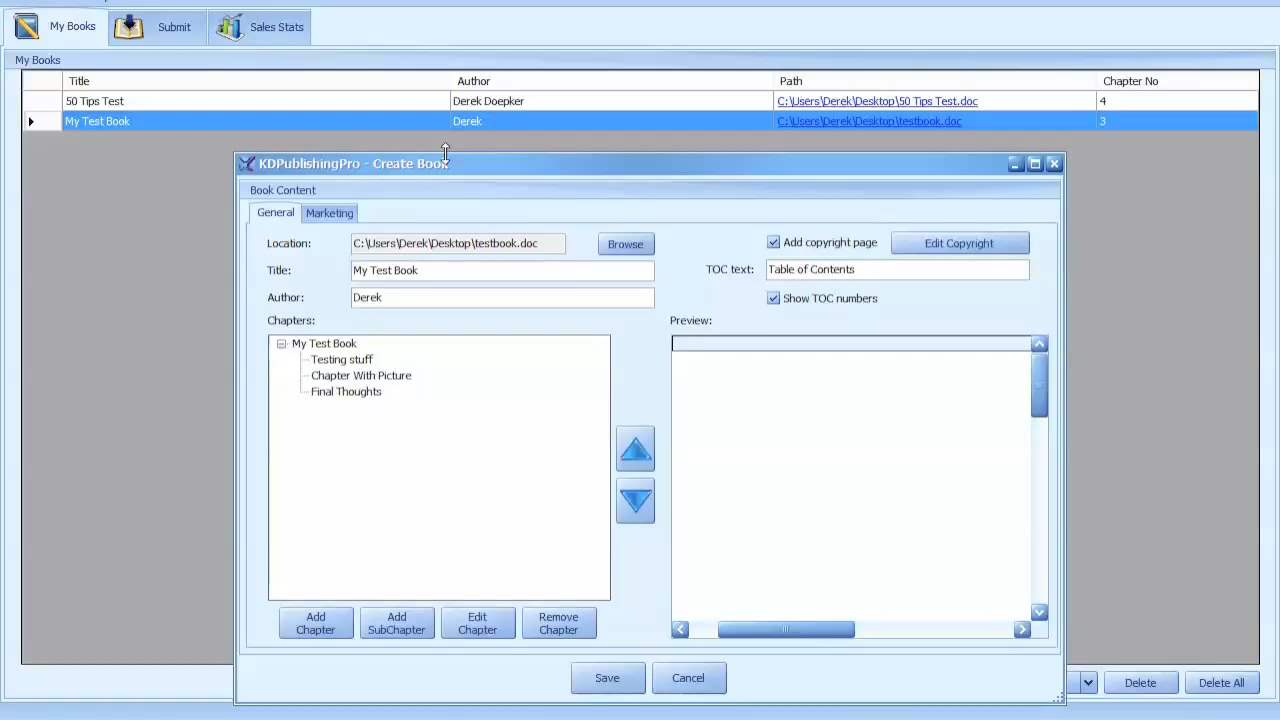 My Books
Submit
Sales Stats
My Books
Title Author Path Chapter No
50 Tips Test Derek Doepker C:\Users\Derek\Desktop\50 Tips Test.doc 4
My Test Book Derek C:\Users\Derek\Desktop\testbook.doc 3
KDPublishingPro - Create Book
Book Content
General Marketing
Location: C:\Users\Derek\Desktop\testbook.doc Browse Add copyright page Edit Copyright
Title: My Test Book TOC text: Table of Contents
Author: Derek Show TOC numbers
Chapters: Preview:
My Test Book
Testing stuff
Chapter With Picture
Final Thoughts
Add Chapter
Add SubChapter
Edit Chapter
Remove Chapter
Save Cancel
Delete Delete All